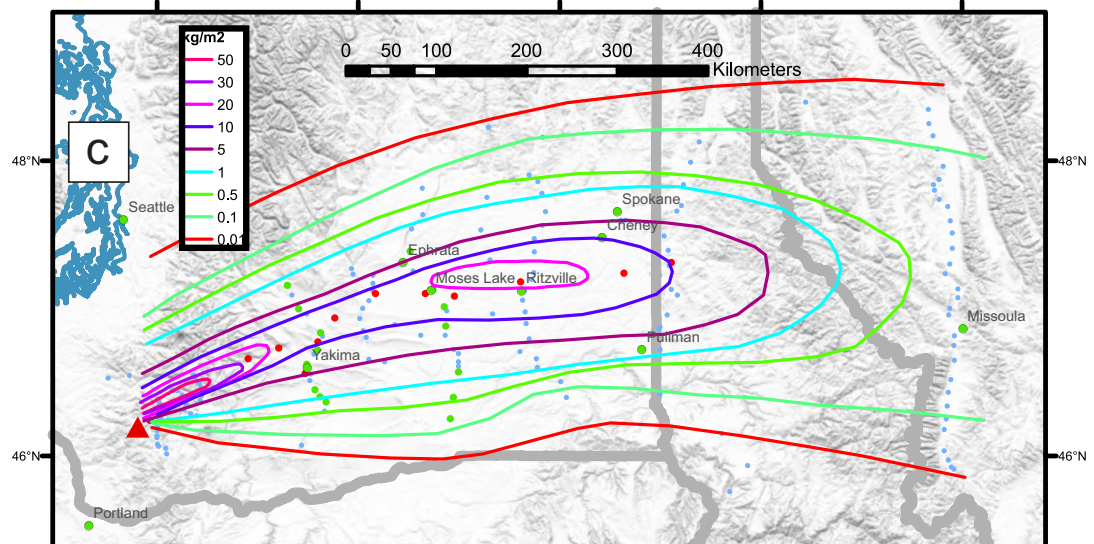 0 50 100 200 300 400
Kilometers
kg/m2
50
30
20
10
5
1
0.5
0.1
0.01
C
48°N
48°N
Seattle
Spokane
Cheney
Ephrata
Moses Lake
Ritzville
Missoula
Pullman
Yakima
46°N
46°N
Portland